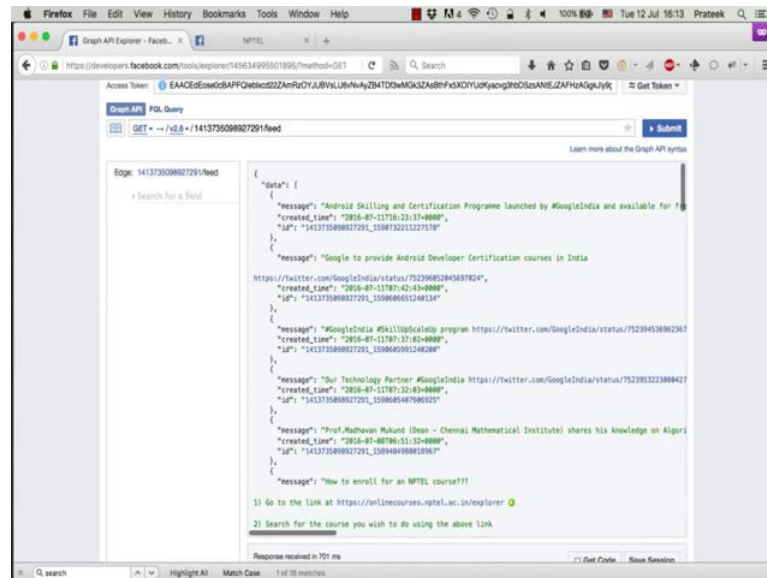 Firefox File Edit View History Bookmarks Tools Window Help 100% Tue 12 Jul 16:13 Prateek
Graph API Explorer - Faceb... NPTEL
https://developers.facebook.com/tools/explorer/145634995501895/?method=GET Search
Access Token: Get Token
Graph API FQL Query
GET → /v2.6 /1413735098927291/feed Submit
Learn more about the Graph API syntax
Edge: 1413735098927291/feed
Search for a field
{
"data": [
{
"message": "Android Skilling and Certification Programme launched by #GoogleIndia and available for
"created_time": "2016-07-11T16:23:37+0000",
"id": "1413735098927291_1590732211227578"
},
{
"message": "Google to provide Android Developer Certification courses in India
https://twitter.com/GoogleIndia/status/752396052045697024",
"created_time": "2016-07-11T07:42:43+0000",
"id": "1413735098927291_1590606651240134"
},
{
"message": "#GoogleIndia #SkillUpScaleUp program https://twitter.com/GoogleIndia/status/752394536962367
"created_time": "2016-07-11T07:37:02+0000",
"id": "1413735098927291_1590605991240200"
},
{
"message": "Our Technology Partner #GoogleIndia https://twitter.com/GoogleIndia/status/7523953223080427
"created_time": "2016-07-11T07:32:03+0000",
"id": "1413735098927291_1590605407906925"
},
{
"message": "Prof.Madhavan Mukund (Dean - Chennai Mathematical Institute) shares his knowledge on Algori
"created_time": "2016-07-08T06:51:32+0000",
"id": "1413735098927291_1589484988018967"
},
{
"message": "How to enroll for an NPTEL course???
1) Go to the link at https://onlinecourses.nptel.ac.in/explorer
2) Search for the course you wish to do using the above link
Response received in 701 ms
Get Code Save Session
search Highlight All Match Case 1 of 18 matches